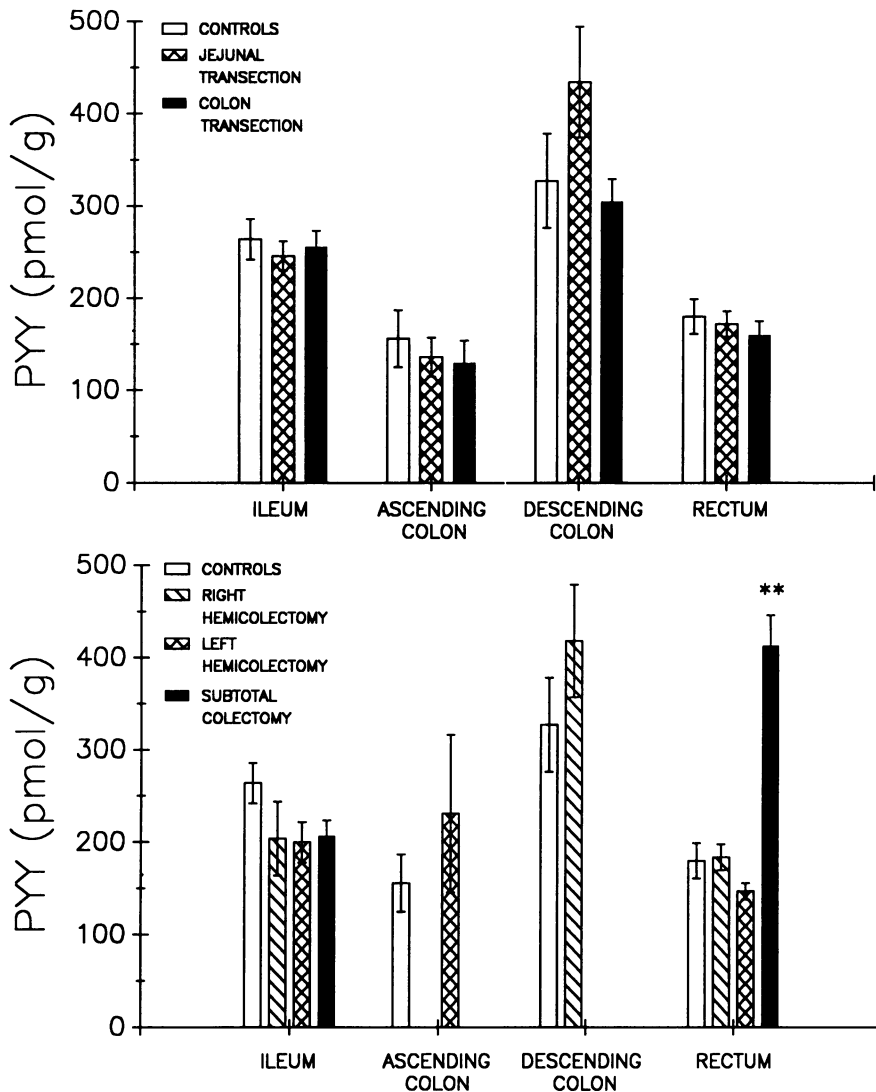 500
400
300
200
100
0
PYY (pmol/g)
CONTROLS
JEJUNAL
TRANSECTION
COLON
TRANSECTION
ILEUM
ASCENDING
COLON
DESCENDING
COLON
RECTUM
500
400
300
200
100
0
PYY (pmol/g)
CONTROLS
RIGHT
HEMICOLECTOMY
LEFT
HEMICOLECTOMY
SUBTOTAL
COLECTOMY
**
ILEUM
ASCENDING
COLON
DESCENDING
COLON
RECTUM